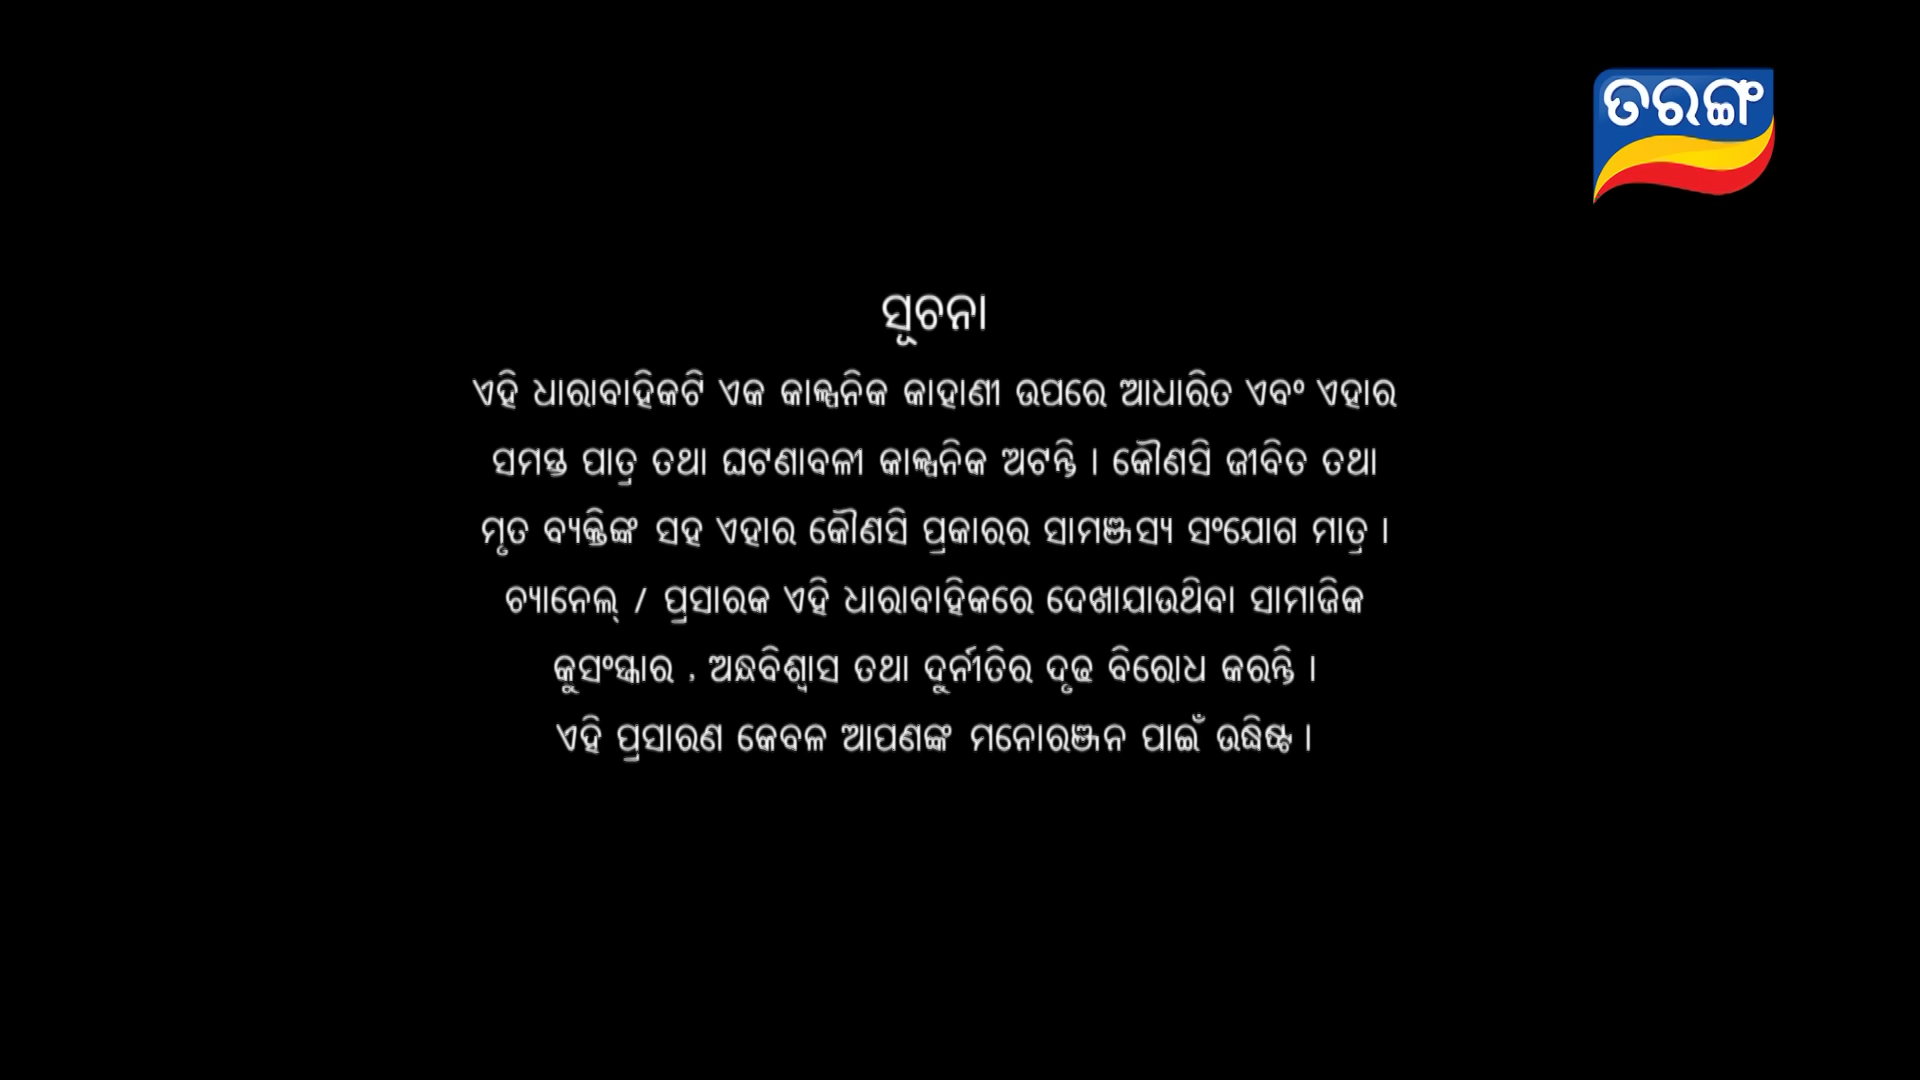 ତରଙ୍ଗ
ସୂଚନା
ଏହି ଧାରାବାହିକଟି ଏକ କାଳ୍ପନିକ କାହାଣୀ ଉପରେ ଆଧାରିତ ଏବଂ ଏହାର
ସମସ୍ତ ପାତ୍ର ତଥା ଘଟଣାବଳୀ କାଳ୍ପନିକ ଅଟନ୍ତି । କୌଣସି ଜୀବିତ ତଥା
ମୃତ ବ୍ୟକ୍ତିଙ୍କ ସହ ଏହାର କୌଣସି ପ୍ରକାରର ସାମଞ୍ଜସ୍ୟ ସଂଯୋଗ ମାତ୍ର ।
ଚ୍ୟାନେଲ୍ / ପ୍ରସାରକ ଏହି ଧାରାବାହିକରେ ଦେଖାଯାଉଥିବା ସାମାଜିକ
କୁସଂସ୍କାର , ଅନ୍ଧବିଶ୍ୱାସ ତଥା ଦୁର୍ନୀତିର ଦୃଢ ବିରୋଧ କରନ୍ତି ।
ଏହି ପ୍ରସାରଣ କେବଳ ଆପଣଙ୍କ ମନୋରଞ୍ଜନ ପାଇଁ ଉଦ୍ଧିଷ୍ଟ ।